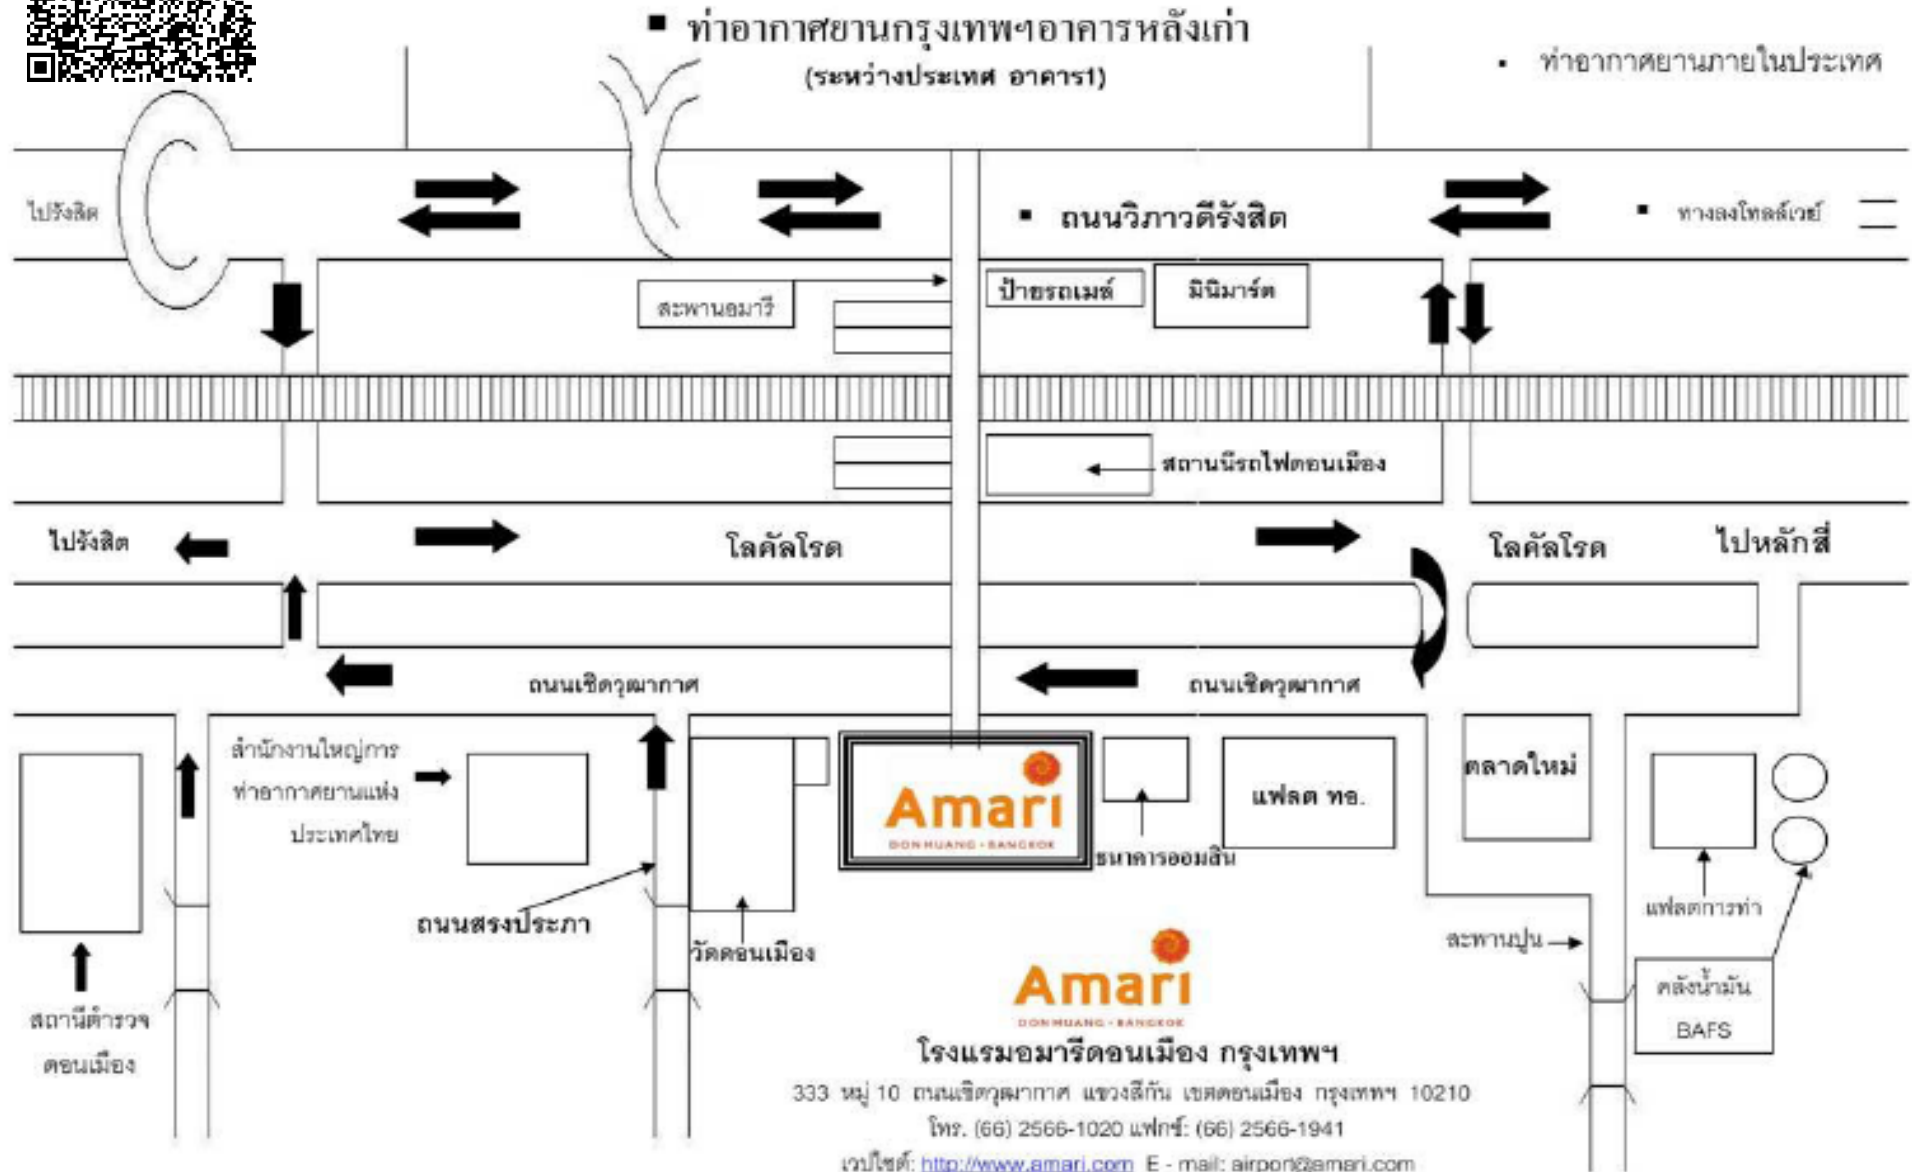 ท่าอากาศยานกรุงเทพฯอาคารหลังเก่า
(ระหว่างประเทศ อาคาร1)
ท่าอากาศยานภายในประเทศ
ไปรังสิต
ถนนวิภาวดีรังสิต
ทางลงโทลล์เวย์
สะพานอมารี
ป้ายรถเมล์
มินิมาร์ต
สถานนีรถไฟดอนเมือง
ไปรังสิต
โลคัลโรด
โลคัลโรด
ไปหลักสี่
ถนนเชิดวุฒากาศ
ถนนเชิดวุฒากาศ
สำนักงานใหญ่การ
ท่าอากาศยานแห่ง
ประเทศไทย
Amari
DON MUANG - BANGKOK
แฟลต ทอ.
ตลาดใหม่
ธนาคารออมสิน
ถนนสรงประภา
วัดดอนเมือง
แฟลตการท่า
สะพานปูน
คลังน้ำมัน
BAFS
สถานีตำรวจ
ดอนเมือง
Amari
DON MUANG - BANGKOK
โรงแรมอมารีดอนเมือง กรุงเทพฯ
333 หมู่ 10 ถนนเชิดวุฒากาศ แขวงสีกัน เขตดอนเมือง กรุงเทพฯ 10210
โทร. (66) 2566-1020 แฟกซ์: (66) 2566-1941
เวปไซต์: http://www.amari.com E - mail: airport@amari.com